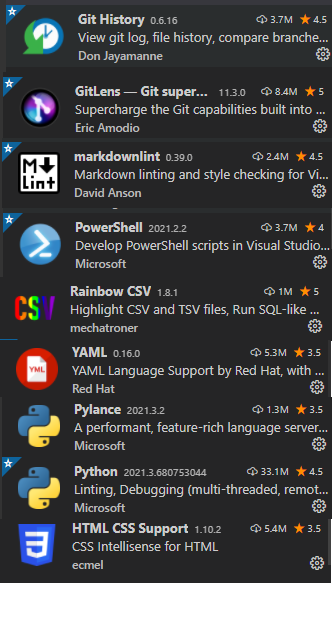 Git History 0.6.16 3.7M 4.5
View git log, file history, compare branche...
Don Jayamanne
GitLens — Git super... 11.3.0 8.4M 5
Supercharge the Git capabilities built into ...
Eric Amodio
M
Lint
markdownlint 0.39.0 2.4M 4.5
Markdown linting and style checking for Vi...
David Anson
PowerShell 2021.2.2 3.7M 4
Develop PowerShell scripts in Visual Studio...
Microsoft
CSV
Rainbow CSV 1.8.1 1M 5
Highlight CSV and TSV files, Run SQL-like ...
mechatroner
YML
YAML 0.16.0 5.3M 3.5
YAML Language Support by Red Hat, with ...
Red Hat
Pylance 2021.3.2 1.3M 3.5
A performant, feature-rich language server...
Microsoft
Python 2021.3.680753044 33.1M 4.5
Linting, Debugging (multi-threaded, remot...
Microsoft
3
HTML CSS Support 1.10.2 5.4M 3.5
CSS Intellisense for HTML
ecmel